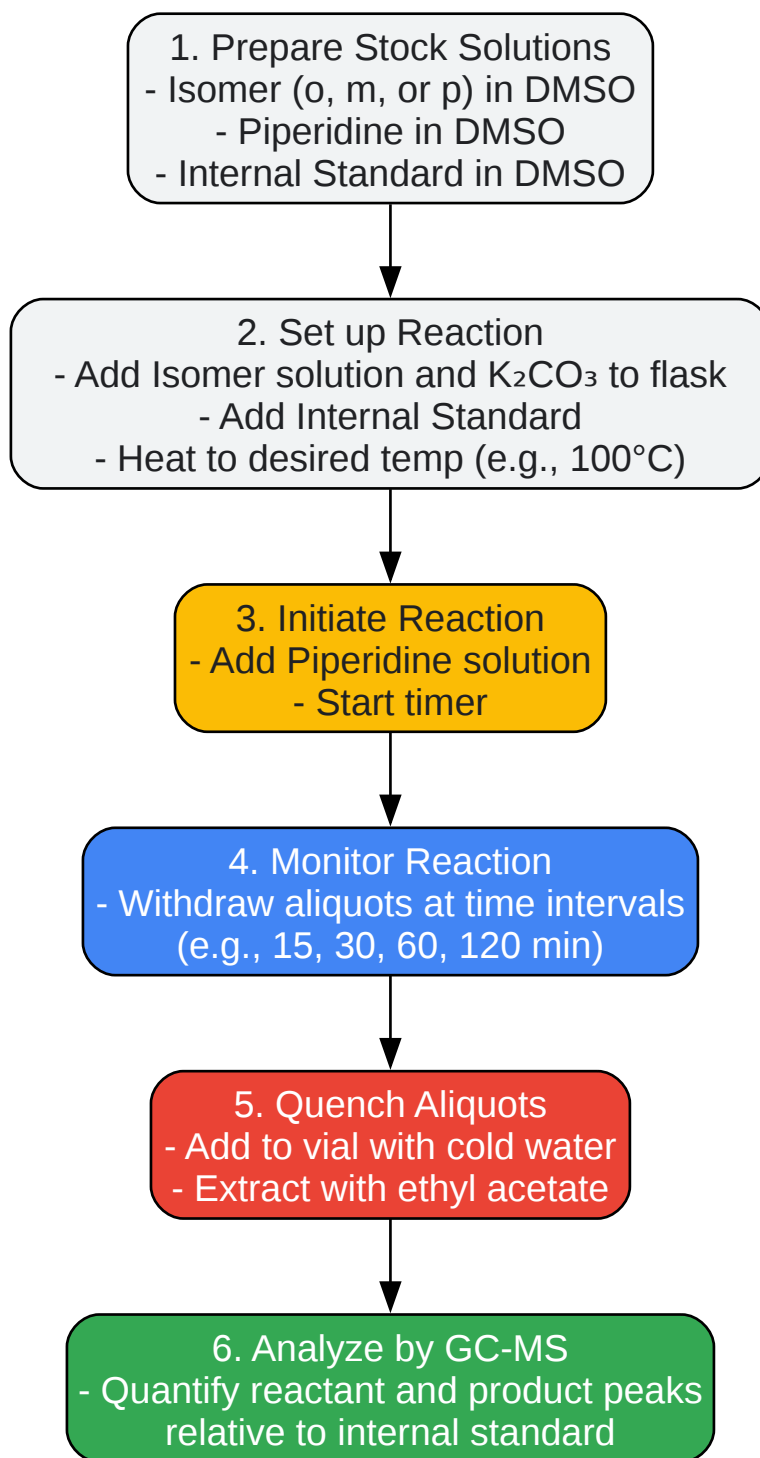 1. Prepare Stock Solutions
- Isomer (o, m, or p) in DMSO
- Piperidine in DMSO
- Internal Standard in DMSO
2. Set up Reaction
- Add Isomer solution and K₂CO₃ to flask
- Add Internal Standard
- Heat to desired temp (e.g., 100°C)
3. Initiate Reaction
- Add Piperidine solution
- Start timer
4. Monitor Reaction
- Withdraw aliquots at time intervals
(e.g., 15, 30, 60, 120 min)
5. Quench Aliquots
- Add to vial with cold water
- Extract with ethyl acetate
6. Analyze by GC-MS
- Quantify reactant and product peaks
relative to internal standard